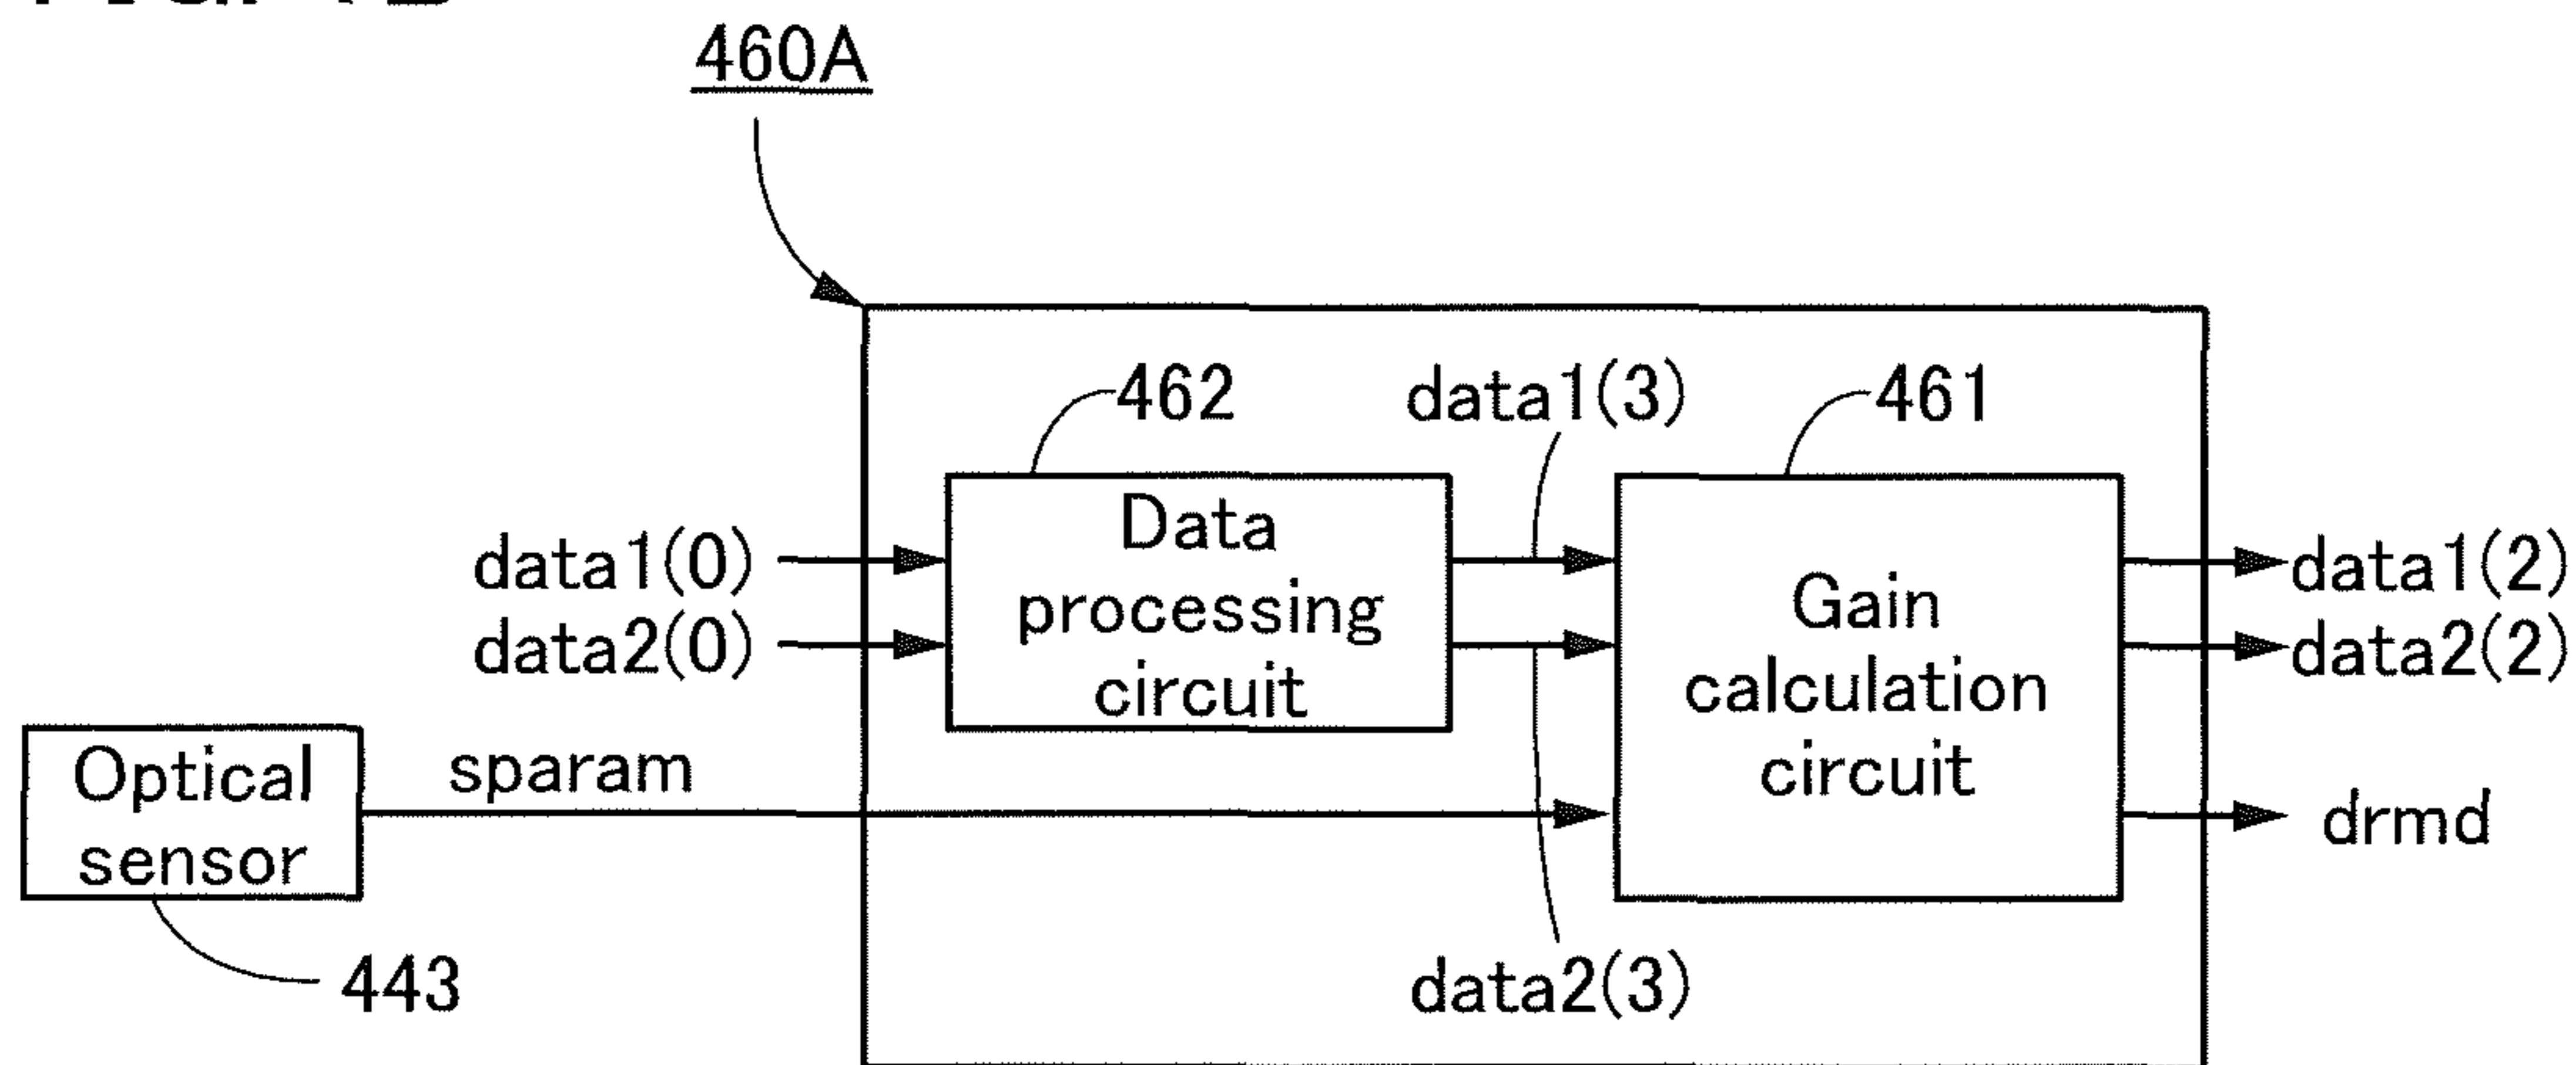 460A
462
data1(3)
461
data1(0)
data2(0)
Data
processing
circuit
Gain
calculation
circuit
data1(2)
data2(2)
drmd
Optical
sensor
sparam
443
data2(3)